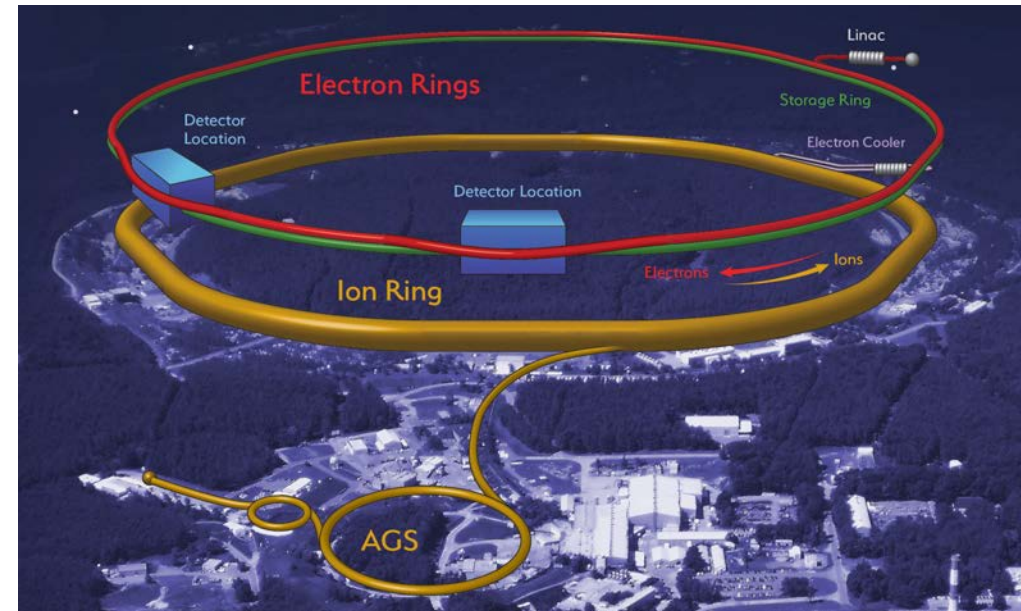 Linac
Electron Rings
Storage Ring
Detector
Location
Electron Cooler
Detector Location
Electrons
Ions
Ion Ring
AGS